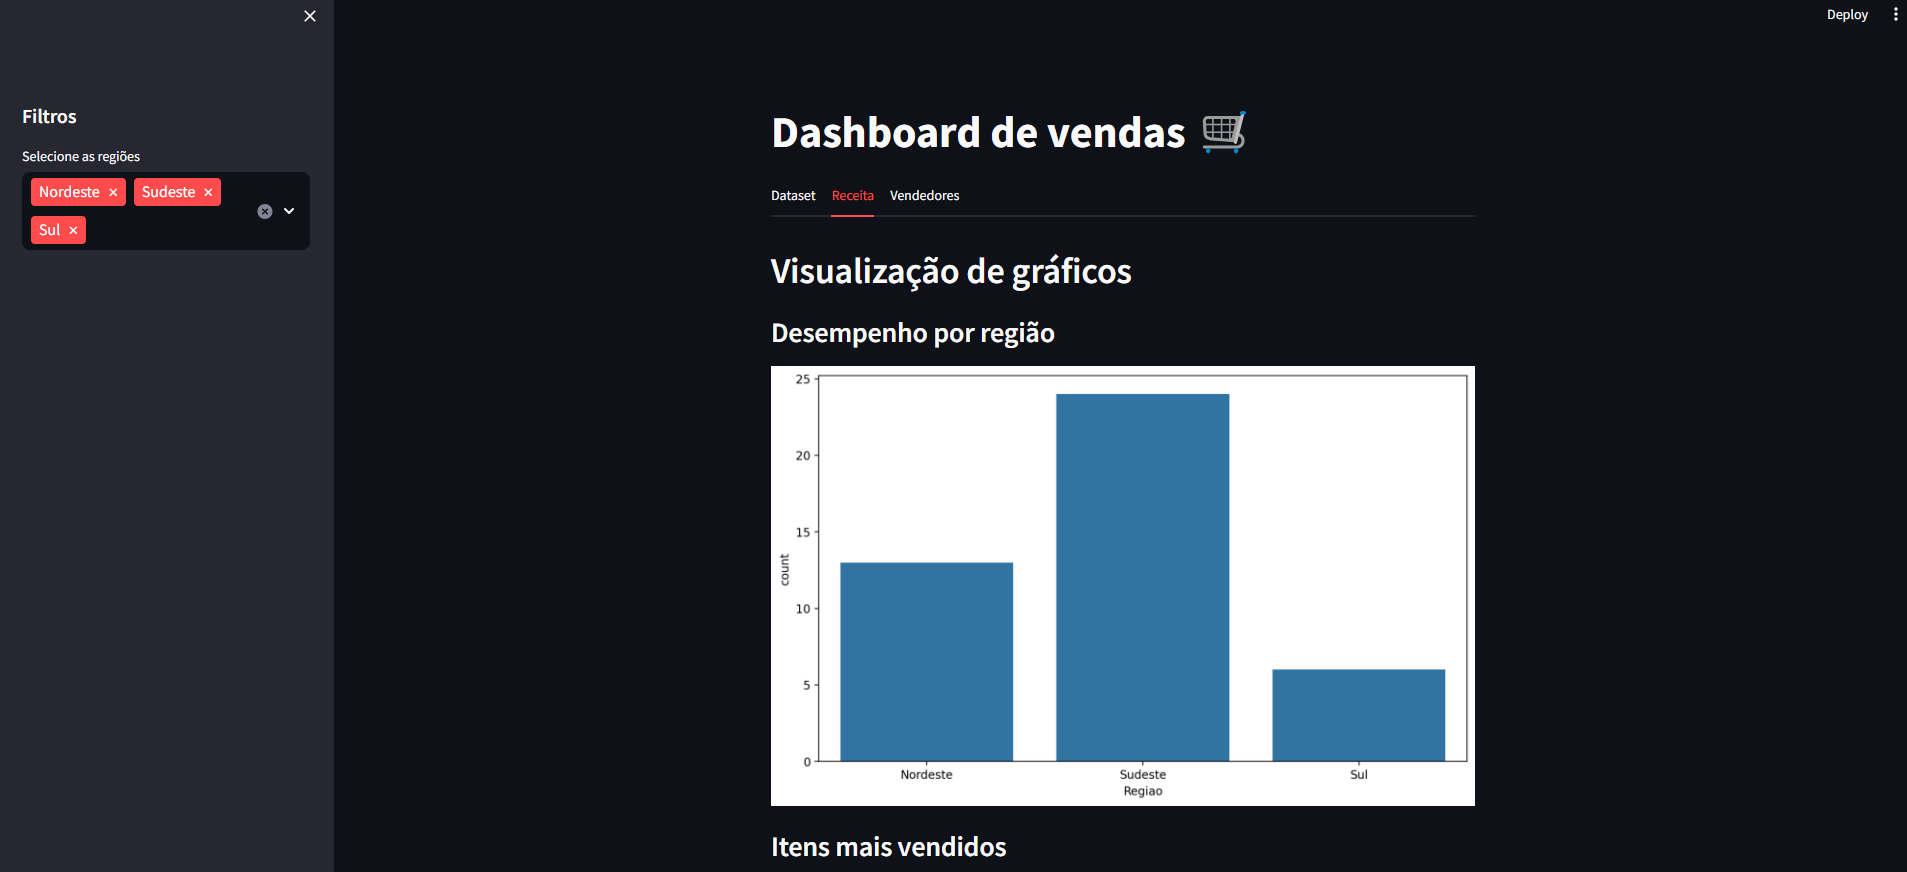 Deploy
Filtros
Selecione as regiões
Nordeste Sudeste
Sul
Dashboard de vendas
Dataset Receita Vendedores
Visualização de gráficos
Desempenho por região
25
20
15
10
5
0
count
Nordeste Sudeste Sul
Regiao
Itens mais vendidos